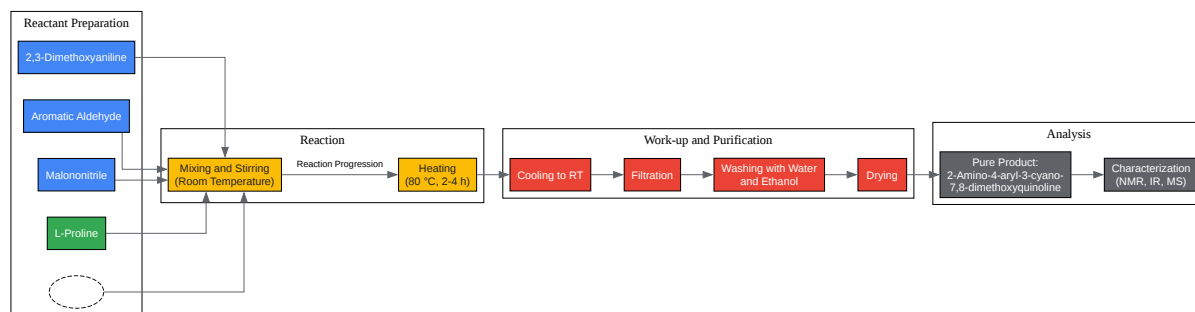 Reactant Preparation
2,3-Dimethoxyaniline
Aromatic Aldehyde
Malononitrile
L-Proline
Reaction
Mixing and Stirring
(Room Temperature)
Reaction Progression
Heating
(80 °C, 2-4 h)
Work-up and Purification
Cooling to RT
Filtration
Washing with Water
and Ethanol
Drying
Analysis
Pure Product:
2-Amino-4-aryl-3-cyano-
7,8-dimethoxyquinoline
Characterization
(NMR, IR, MS)